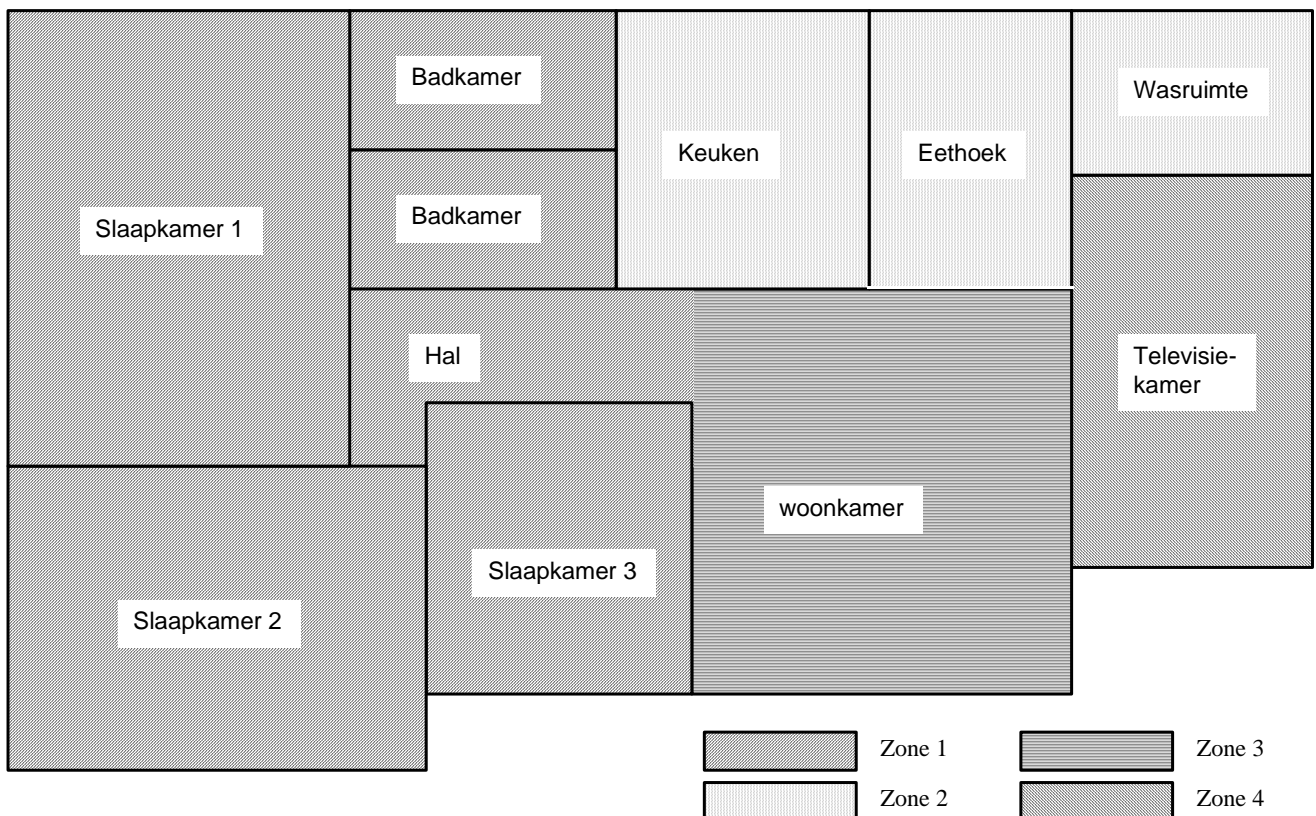 Badkamer
Wasruimte
Keuken
Eethoek
Badkamer
Slaapkamer 1
Hal
Televisie-
kamer
woonkamer
Slaapkamer 3
Slaapkamer 2
Zone 1
Zone 3
Zone 2
Zone 4